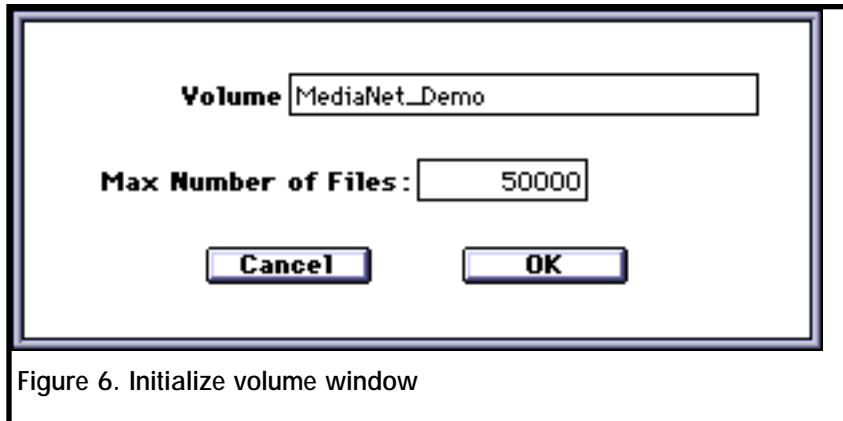 Volume MediaNet_Demo
Max Number of Files: 50000
Cancel OK
Figure 6. Initialize volume window